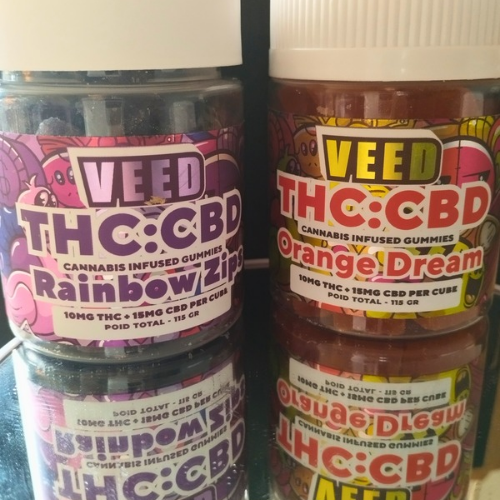 VEED
THC:CBD
CANNABIS INFUSED GUMMIES
Rainbow Zips
10MG THC + 15MG CBD PER CUBE
POID TOTAL - 115 GR
VEED
THC:CBD
CANNABIS INFUSED GUMMIES
Orange Dream
10MG THC + 15MG CBD PER CUBE
POID TOTAL - 115 GR